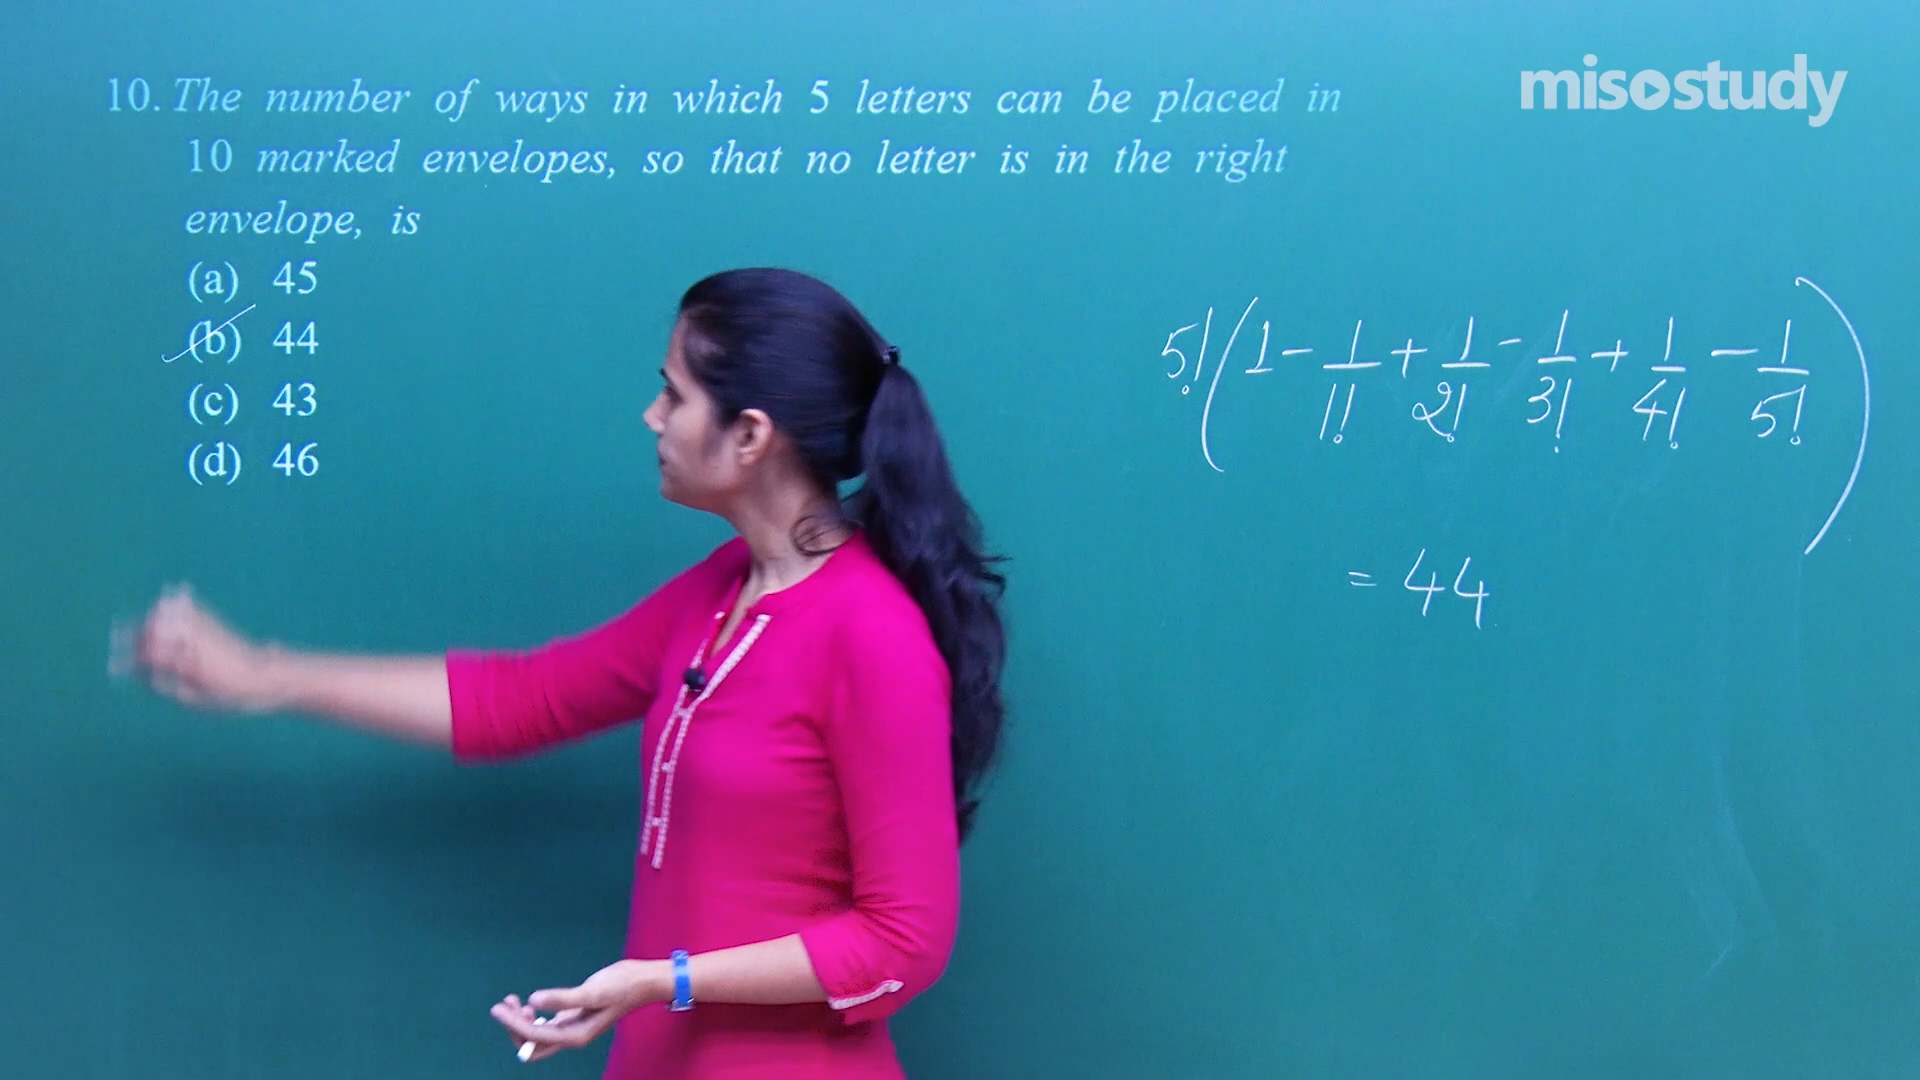 misostudy
10. The number of ways in which 5 letters can be placed in
10 marked envelopes, so that no letter is in the right
envelope, is
(a) 45
(b) 44
(c) 43
(d) 46
5!(1 - 1/1! + 1/2! - 1/3! + 1/4! - 1/5!)
= 44